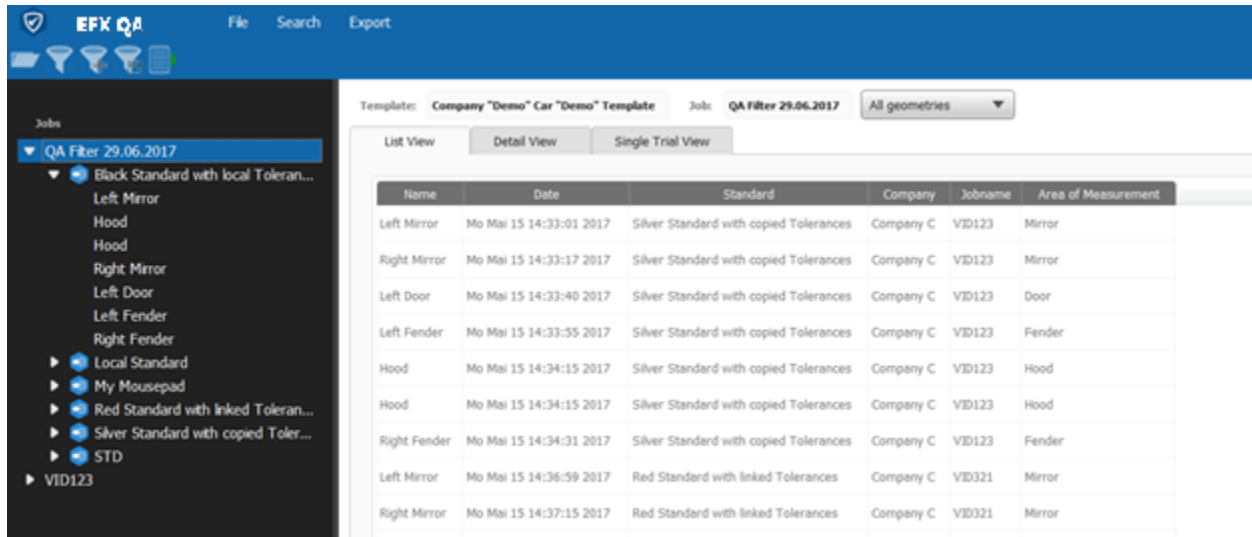 EFX QA File Search Export
Template: Company "Demo" Car "Demo" Template Job: QA Filter 29.06.2017 All geometries
Jobs
QA Filter 29.06.2017
Black Standard with local Toleran...
Left Mirror
Hood
Hood
Right Mirror
Left Door
Left Fender
Right Fender
Local Standard
My Mousepad
Red Standard with linked Toleran...
Silver Standard with copied Toler...
STD
VID123
List View Detail View Single Trial View
Name Date Standard Company Jobname Area of Measurement
Left Mirror Mo Mai 15 14:33:01 2017 Silver Standard with copied Tolerances Company C VID123 Mirror
Right Mirror Mo Mai 15 14:33:17 2017 Silver Standard with copied Tolerances Company C VID123 Mirror
Left Door Mo Mai 15 14:33:40 2017 Silver Standard with copied Tolerances Company C VID123 Door
Left Fender Mo Mai 15 14:33:55 2017 Silver Standard with copied Tolerances Company C VID123 Fender
Hood Mo Mai 15 14:34:15 2017 Silver Standard with copied Tolerances Company C VID123 Hood
Hood Mo Mai 15 14:34:15 2017 Silver Standard with copied Tolerances Company C VID123 Hood
Right Fender Mo Mai 15 14:34:31 2017 Silver Standard with copied Tolerances Company C VID123 Fender
Left Mirror Mo Mai 15 14:36:59 2017 Red Standard with linked Tolerances Company C VID321 Mirror
Right Mirror Mo Mai 15 14:37:15 2017 Red Standard with linked Tolerances Company C VID321 Mirror